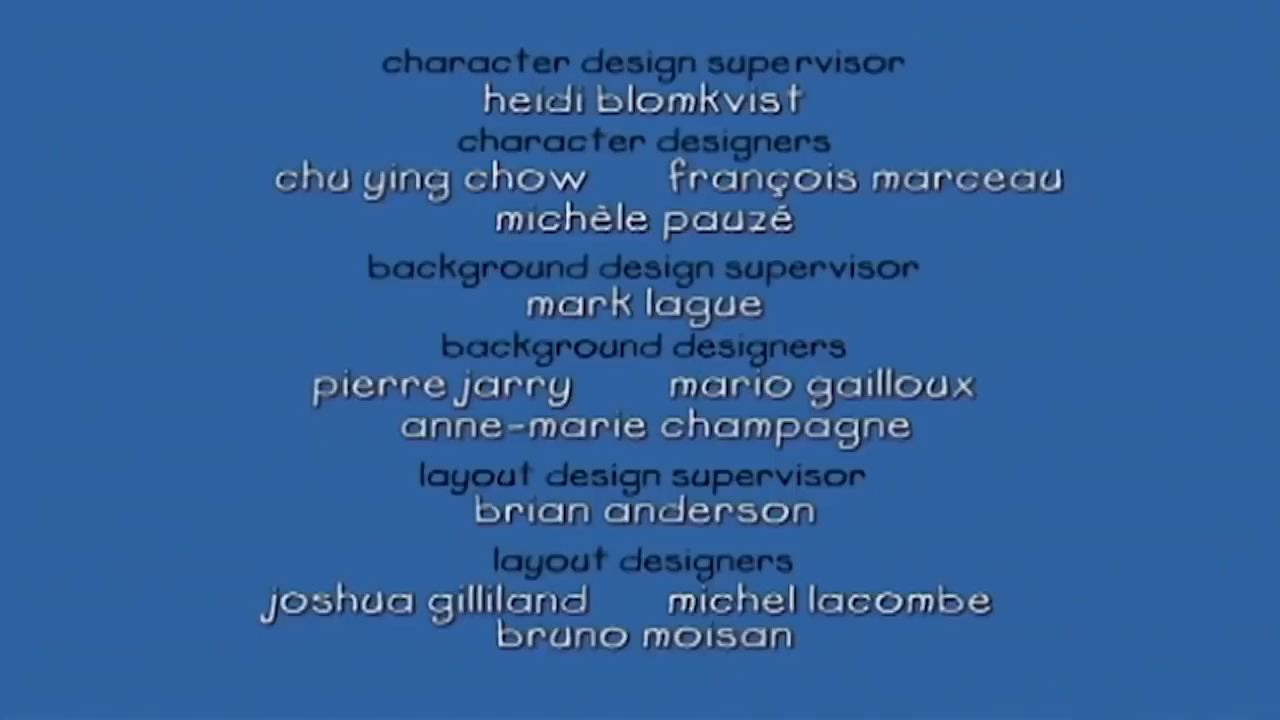 character design supervisor
heidi blomkvist
character designers
chu ying chow françois marceau
michèle pauzé
background design supervisor
mark lague
background designers
pierre jarry mario gailloux
anne-marie champagne
layout design supervisor
brian anderson
layout designers
joshua gilliland michel lacombe
bruno moisan